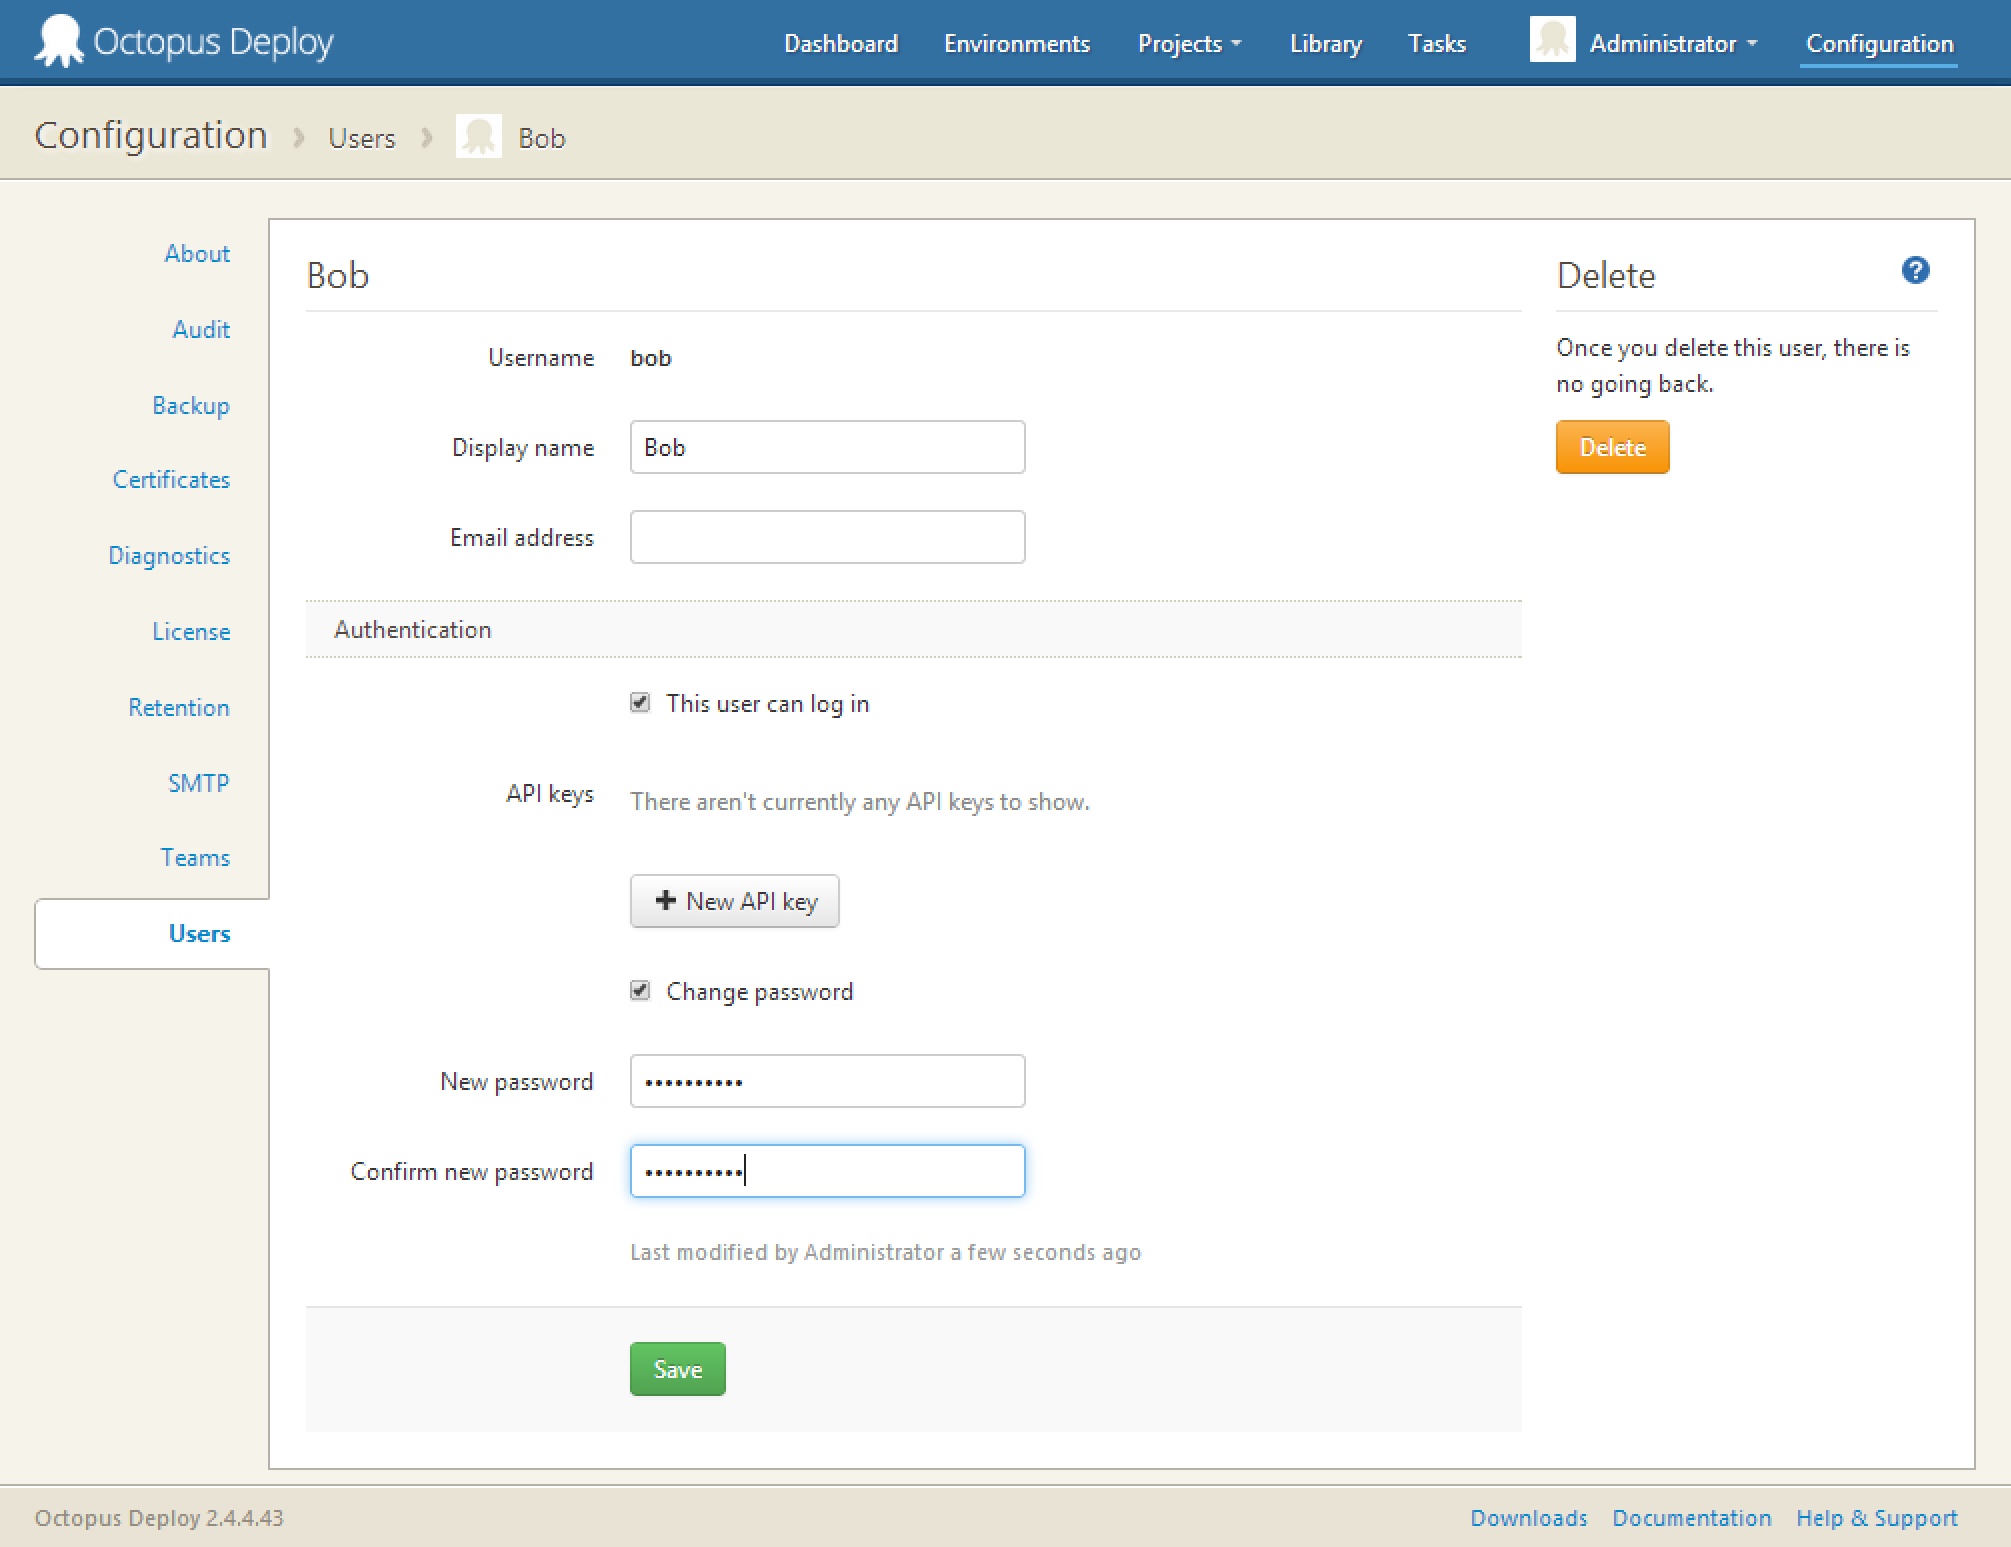 Octopus Deploy
Dashboard Environments Projects Library Tasks Administrator Configuration
Configuration Users Bob
About
Audit
Backup
Certificates
Diagnostics
License
Retention
SMTP
Teams
Users
Bob
Username bob
Display name Bob
Email address
Authentication
This user can log in
API keys There aren't currently any API keys to show.
New API key
Change password
New password ••••••••••
Confirm new password ••••••••••
Last modified by Administrator a few seconds ago
Save
Delete ?
Once you delete this user, there is
no going back.
Delete
Octopus Deploy 2.4.4.43
Downloads Documentation Help & Support